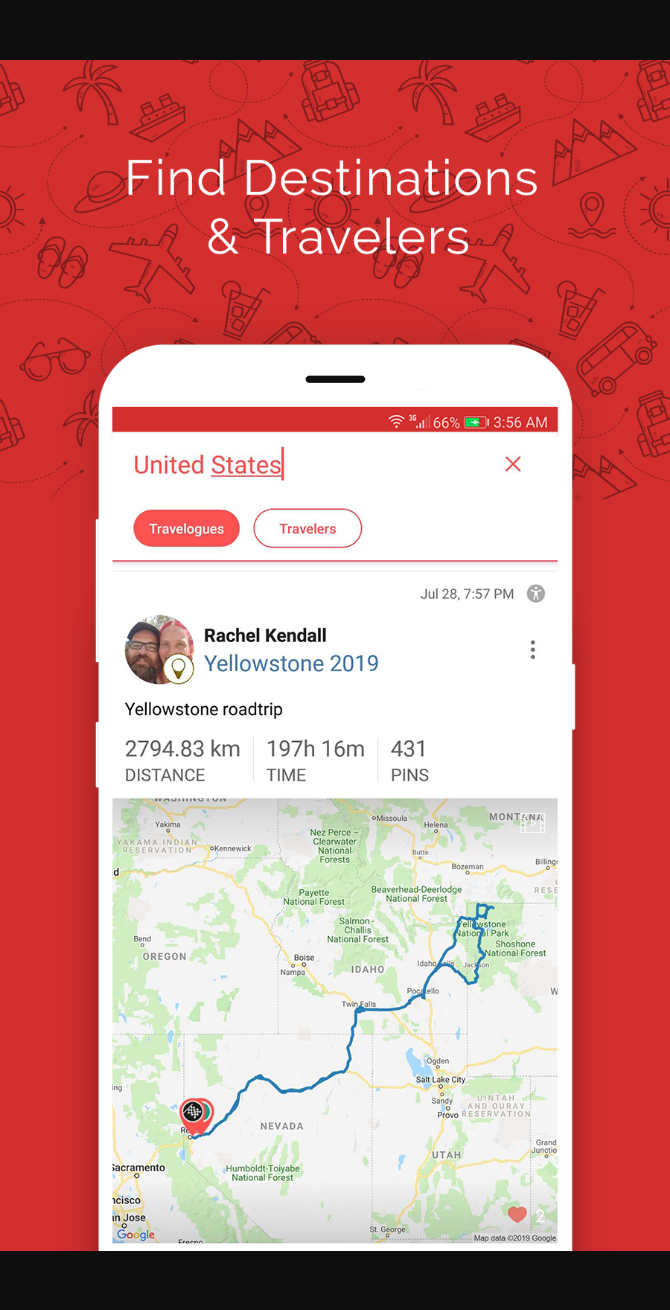 Find Destinations
& Travelers
3G 66% 3:56 AM
United States
Travelogues Travelers
Jul 28, 7:57 PM
Rachel Kendall
Yellowstone 2019
Yellowstone roadtrip
2794.83 km 197h 16m 431
DISTANCE TIME PINS
WASHINGTON
Missoula
Helena
MONTANA
Yakima
YAKAMA INDIAN
RESERVATION
Kennewick
Nez Perce -
Clearwater
National
Forests
Butte
Bozeman
Billings
d
RESE
Payette
National Forest
Beaverhead-Deerlodge
National Forest
Salmon -
Challis
National Forest
Yellowstone
National Park
Shoshone
National Forest
Bend
OREGON
Boise
Nampa
IDAHO
Idaho Falls
Jackson
Pocatello
Twin Falls
W
Ogden
Salt Lake City
Sandy
Provo
UINTAH
AND OURAY
RESERVATION
ing
Re
NEVADA
UTAH
Grand
Junctio
Sacramento
Humboldt-Toiyabe
National Forest
ncisco
an Jose
St. George
2
Google
Fresno
Map data ©2019 Google